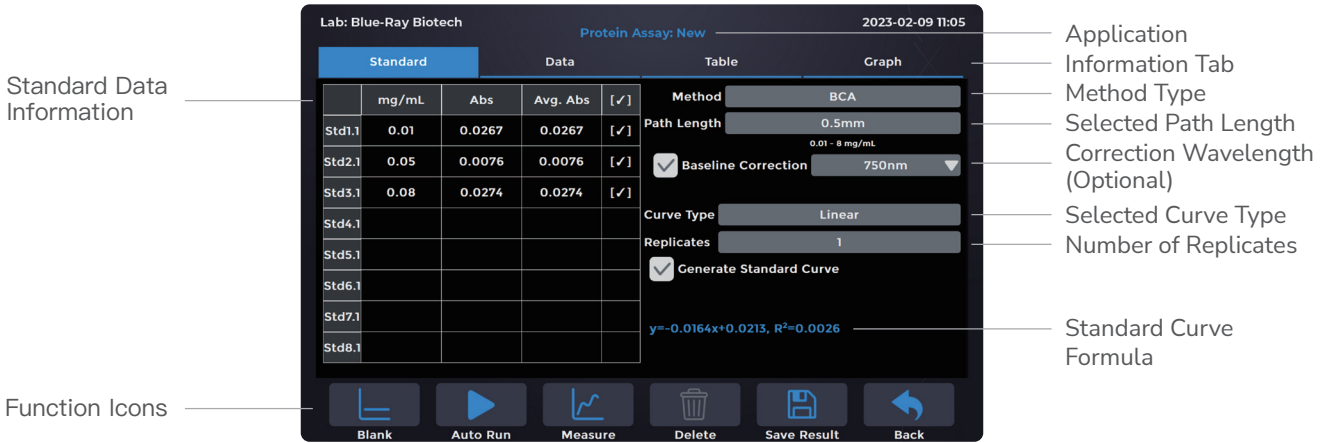 Lab: Blue-Ray Biotech
2023-02-09 11:05
Protein Assay: New
Standard Data Table Graph
mg/mL Abs Avg. Abs [✓]
Std1.1 0.01 0.0267 0.0267 [✓]
Std2.1 0.05 0.0076 0.0076 [✓]
Std3.1 0.08 0.0274 0.0274 [✓]
Std4.1
Std5.1
Std6.1
Std7.1
Std8.1
Method BCA
Path Length 0.5mm
0.01 - 8 mg/mL
Baseline Correction 750nm
Curve Type Linear
Replicates 1
Generate Standard Curve
y=-0.0164x+0.0213, R²=0.0026
Blank Auto Run Measure Delete Save Result Back
Standard Data
Information
Function Icons
Application
Information Tab
Method Type
Selected Path Length
Correction Wavelength
(Optional)
Selected Curve Type
Number of Replicates
Standard Curve
Formula